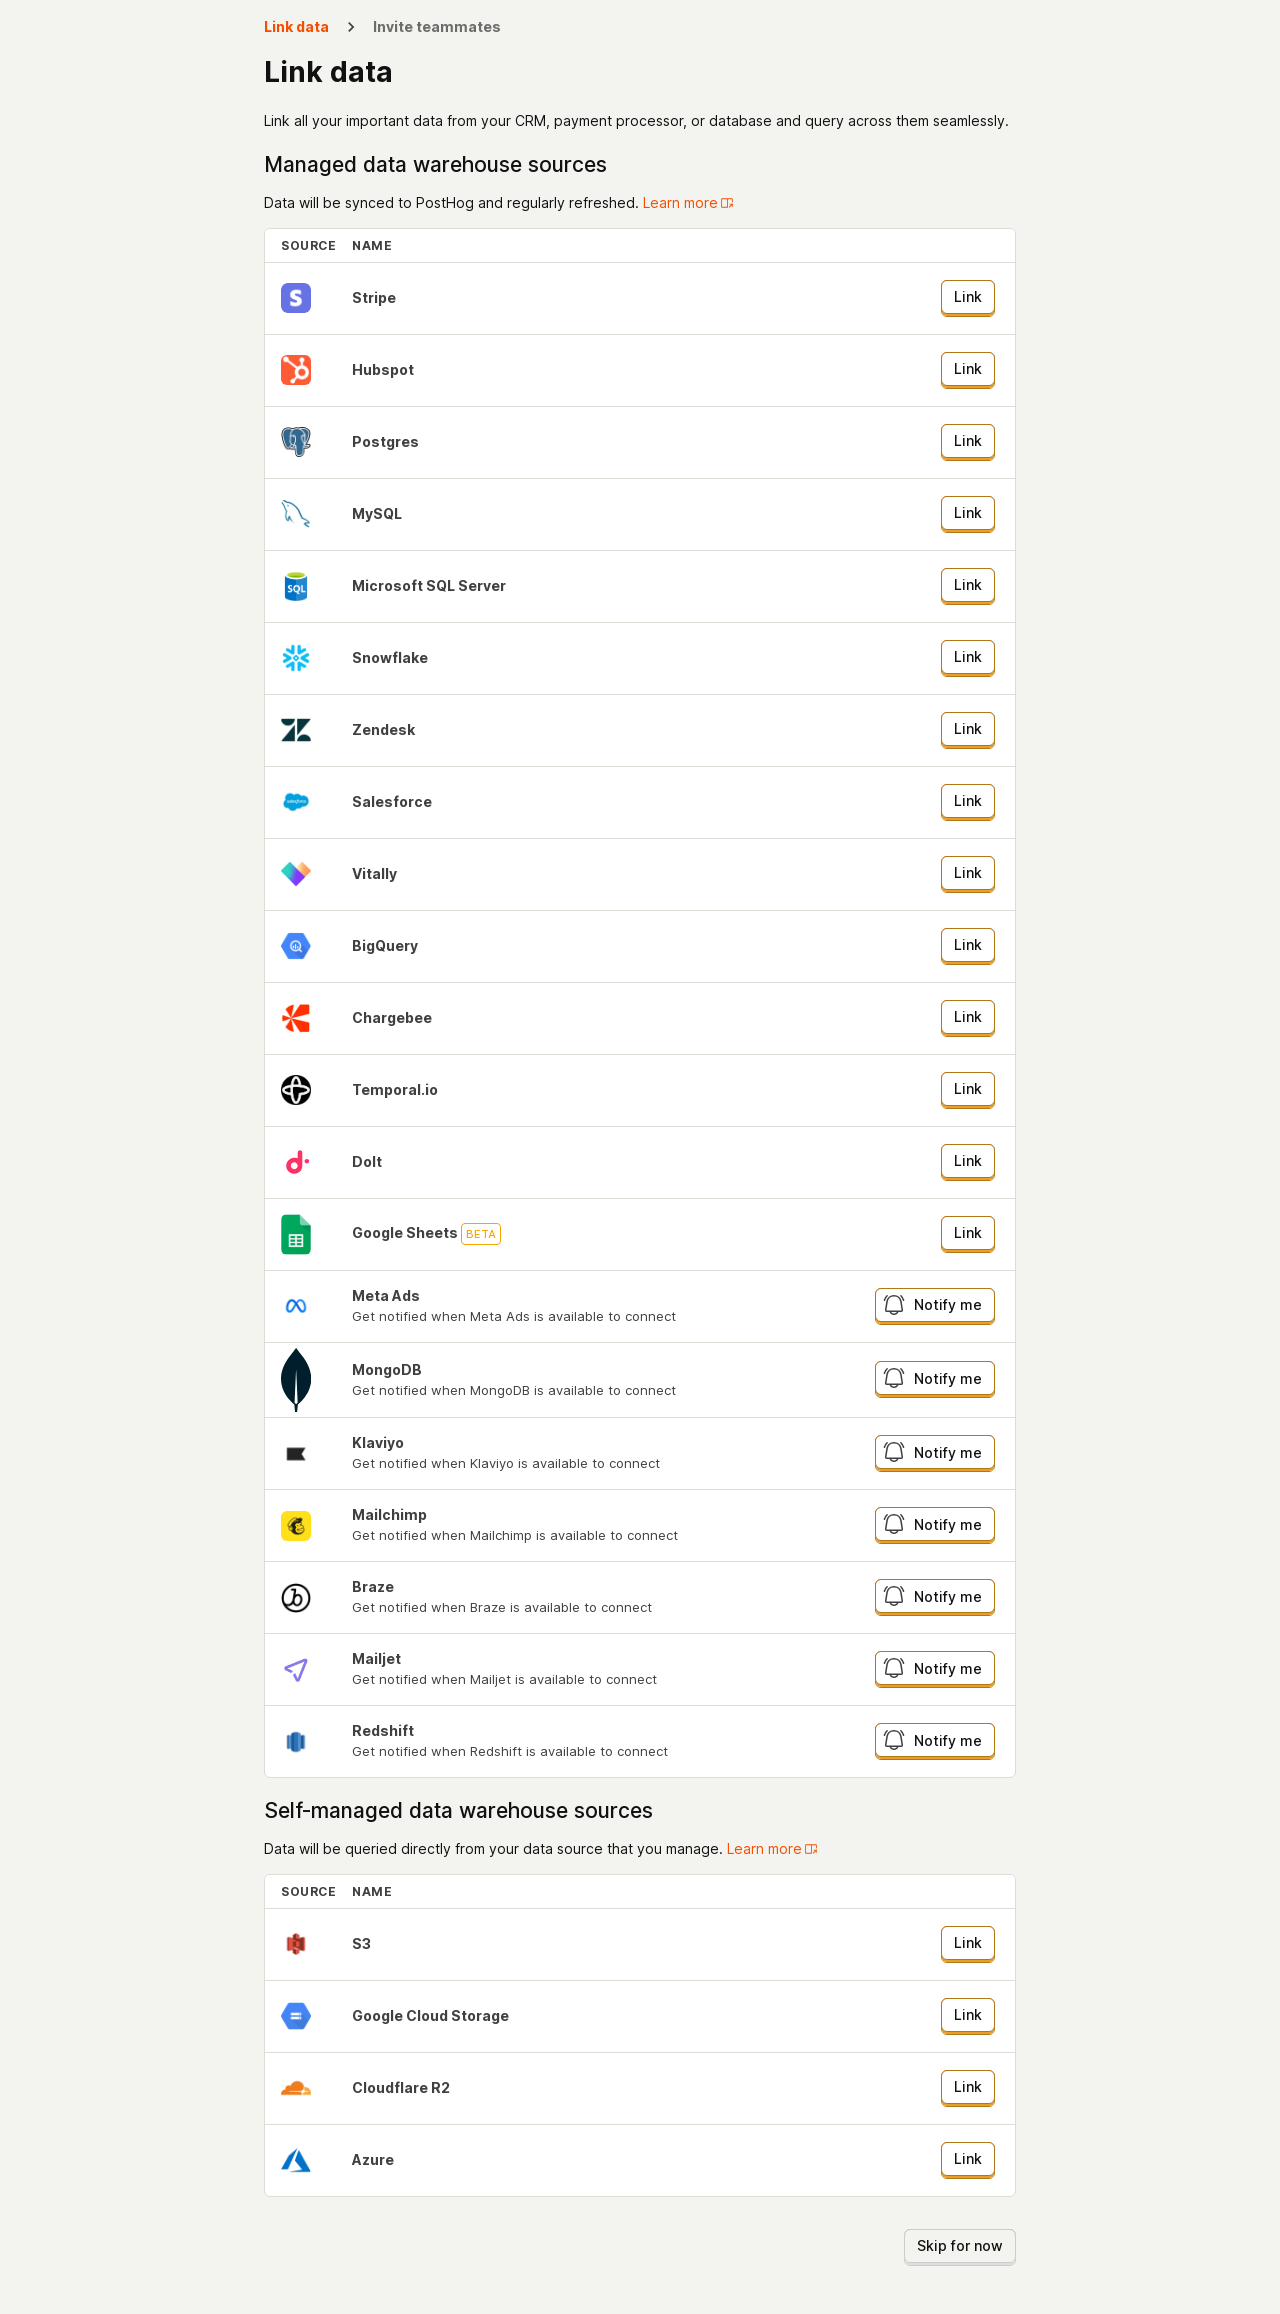 Link data > Invite teammates
Link data
Link all your important data from your CRM, payment processor, or database and query across them seamlessly.
Managed data warehouse sources
Data will be synced to PostHog and regularly refreshed. Learn more
SOURCE NAME
Stripe Link
Hubspot Link
Postgres Link
MySQL Link
SQL Microsoft SQL Server Link
Snowflake Link
Zendesk Link
Salesforce Link
Vitally Link
BigQuery Link
Chargebee Link
Temporal.io Link
DoIt Link
Google Sheets BETA Link
Meta Ads
Get notified when Meta Ads is available to connect Notify me
MongoDB
Get notified when MongoDB is available to connect Notify me
Klaviyo
Get notified when Klaviyo is available to connect Notify me
Mailchimp
Get notified when Mailchimp is available to connect Notify me
Braze
Get notified when Braze is available to connect Notify me
Mailjet
Get notified when Mailjet is available to connect Notify me
Redshift
Get notified when Redshift is available to connect Notify me
Self-managed data warehouse sources
Data will be queried directly from your data source that you manage. Learn more
SOURCE NAME
S3 Link
Google Cloud Storage Link
Cloudflare R2 Link
Azure Link
Skip for now